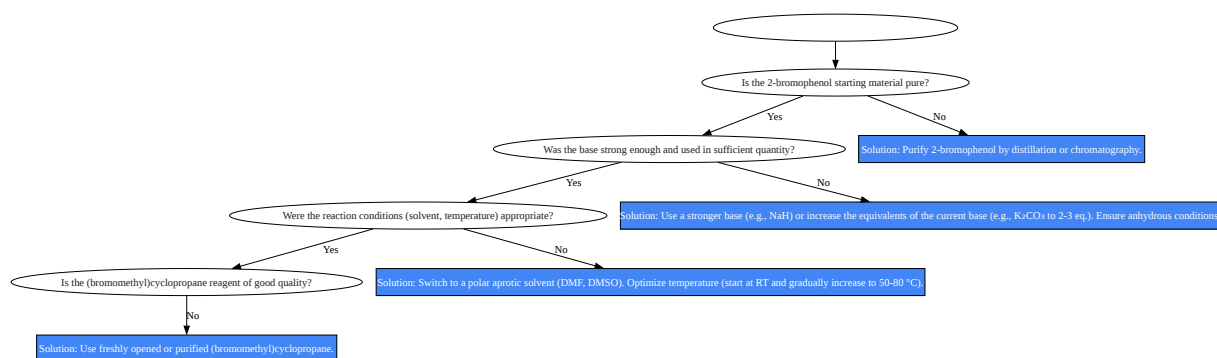 Is the 2-bromophenol starting material pure?
Yes
No
Was the base strong enough and used in sufficient quantity?
Solution: Purify 2-bromophenol by distillation or chromatography.
Yes
No
Were the reaction conditions (solvent, temperature) appropriate?
Solution: Use a stronger base (e.g., NaH) or increase the equivalents of the current base (e.g., K₂CO₃ to 2-3 eq.). Ensure anhydrous conditions
Yes
No
Is the (bromomethyl)cyclopropane reagent of good quality?
Solution: Switch to a polar aprotic solvent (DMF, DMSO). Optimize temperature (start at RT and gradually increase to 50-80 °C).
No
Solution: Use freshly opened or purified (bromomethyl)cyclopropane.